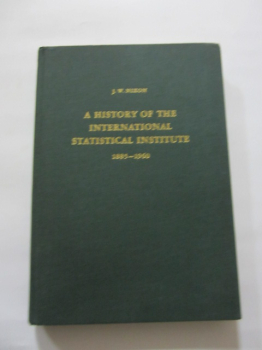 J. W. NIXON
A HISTORY OF THE
INTERNATIONAL
STATISTICAL INSTITUTE
1885–1960